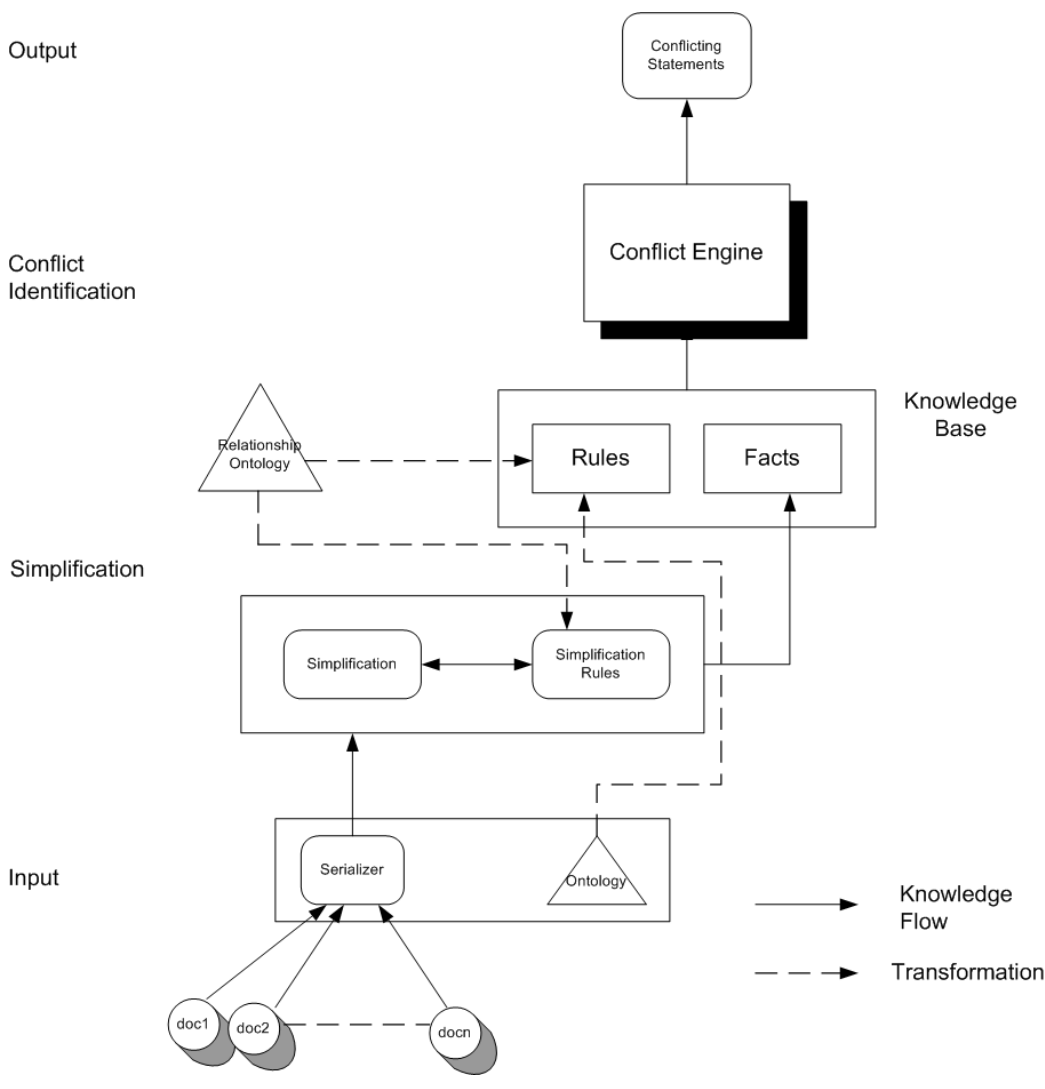 Output
Conflicting
Statements
Conflict Engine
Conflict
Identification
Knowledge
Base
Relationship
Ontology
Rules
Facts
Simplification
Simplification
Simplification
Rules
Input
Serializer
Ontology
Knowledge
Flow
Transformation
doc1
doc2
docn